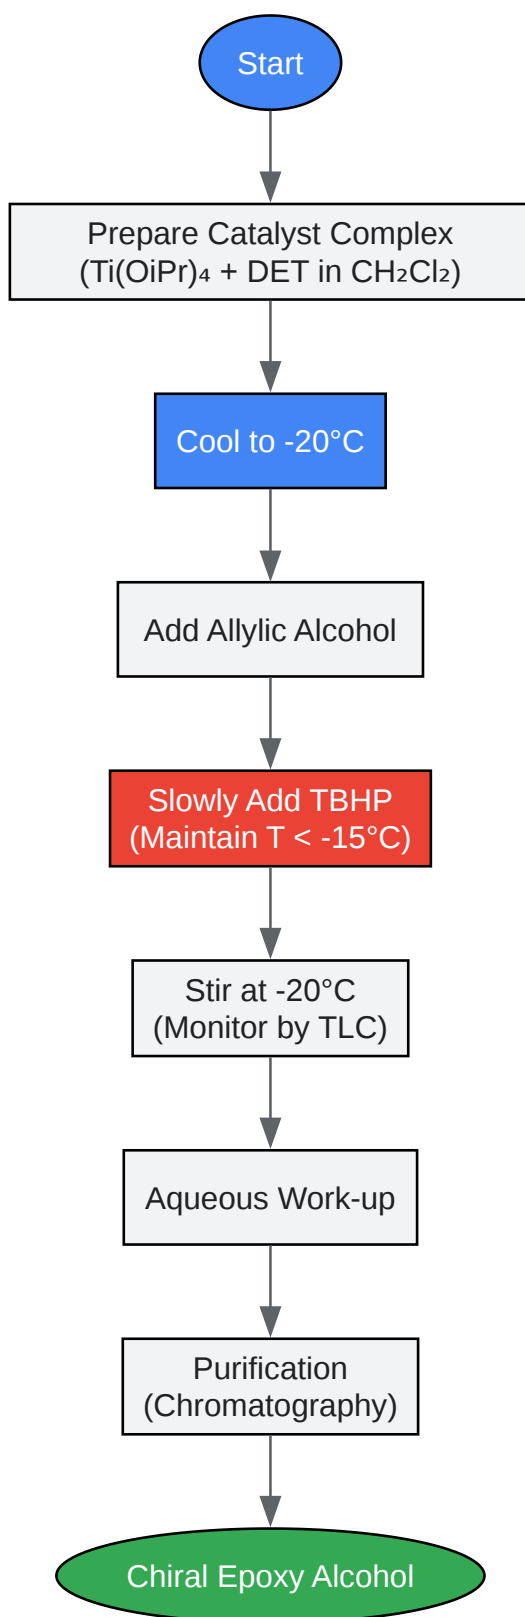 Start
Prepare Catalyst Complex
(Ti(OiPr)₄ + DET in CH₂Cl₂)
Cool to -20°C
Add Allylic Alcohol
Slowly Add TBHP
(Maintain T < -15°C)
Stir at -20°C
(Monitor by TLC)
Aqueous Work-up
Purification
(Chromatography)
Chiral Epoxy Alcohol